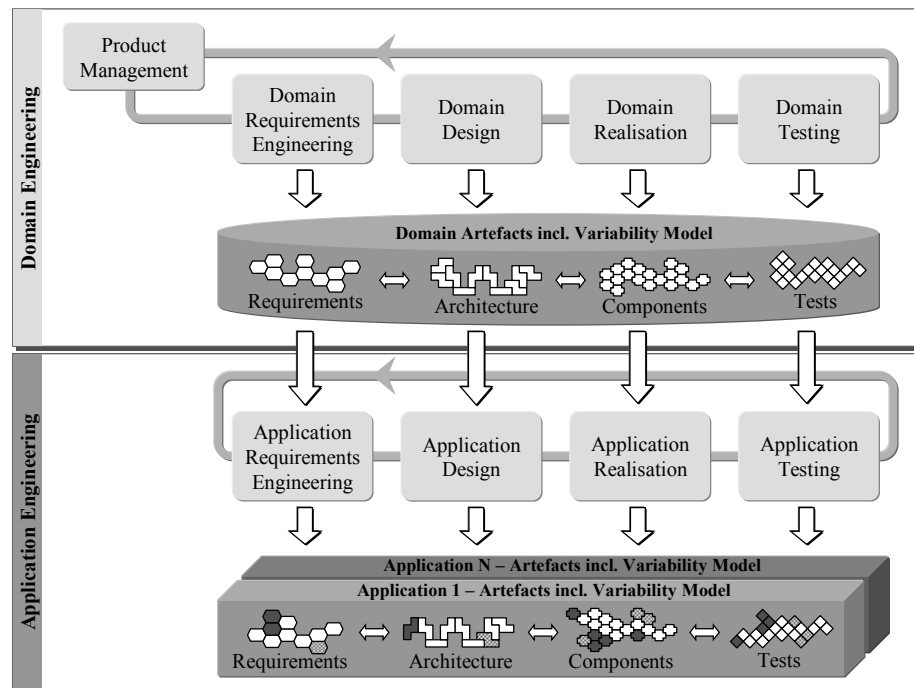 Domain Engineering
Product
Management
Domain
Requirements
Engineering
Domain
Design
Domain
Realisation
Domain
Testing
Domain Artefacts incl. Variability Model
Requirements
Architecture
Components
Tests
Application Engineering
Application
Requirements
Engineering
Application
Design
Application
Realisation
Application
Testing
Application N – Artefacts incl. Variability Model
Application 1 – Artefacts incl. Variability Model
Requirements
Architecture
Components
Tests